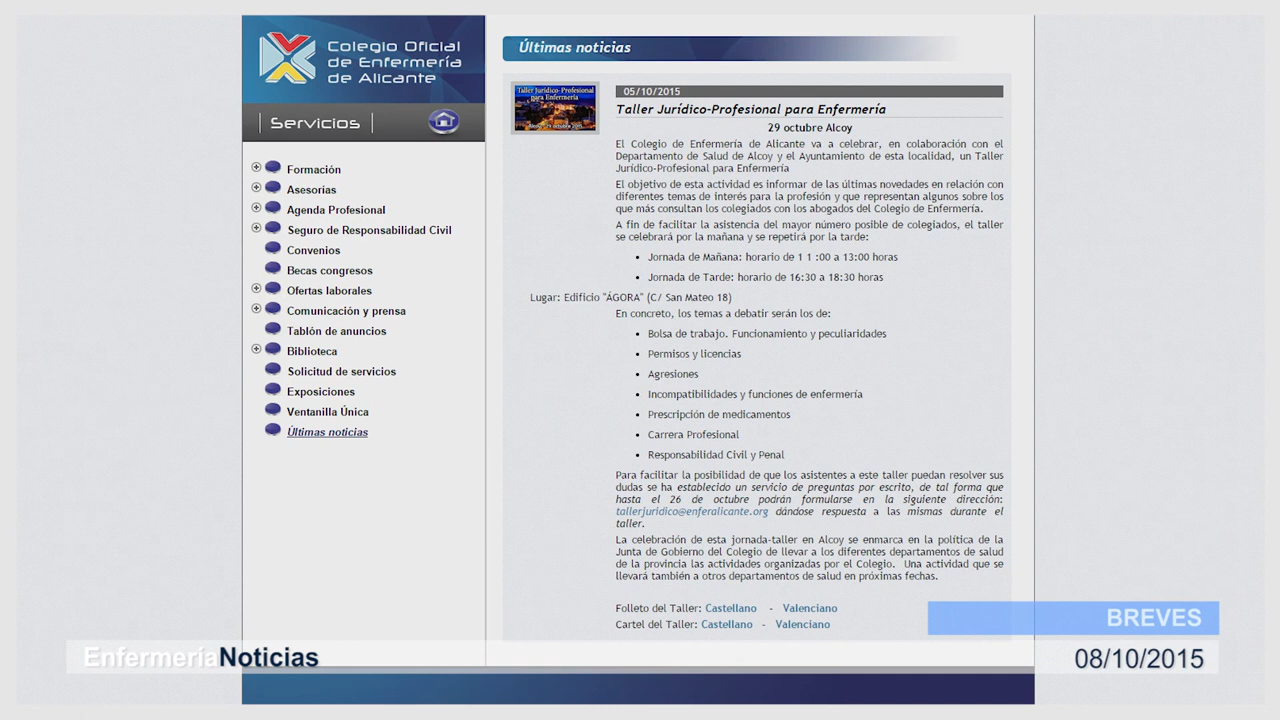 Colegio Oficial
de Enfermería
de Alicante
Servicios
Formación
Asesorías
Agenda Profesional
Seguro de Responsabilidad Civil
Convenios
Becas congresos
Ofertas laborales
Comunicación y prensa
Tablón de anuncios
Biblioteca
Solicitud de servicios
Exposiciones
Ventanilla Única
Últimas noticias
Últimas noticias
Taller Jurídico-Profesional
para Enfermería
Alcoy, 29 octubre 2015
05/10/2015
Taller Jurídico-Profesional para Enfermería
29 octubre Alcoy
El Colegio de Enfermería de Alicante va a celebrar, en colaboración con el
Departamento de Salud de Alcoy y el Ayuntamiento de esta localidad, un Taller
Jurídico-Profesional para Enfermería
El objetivo de esta actividad es informar de las últimas novedades en relación con
diferentes temas de interés para la profesión y que representan algunos sobre los
que más consultan los colegiados con los abogados del Colegio de Enfermería.
A fin de facilitar la asistencia del mayor número posible de colegiados, el taller
se celebrará por la mañana y se repetirá por la tarde:
• Jornada de Mañana: horario de 1 1 :00 a 13:00 horas
• Jornada de Tarde: horario de 16:30 a 18:30 horas
Lugar: Edificio "ÁGORA" (C/ San Mateo 18)
En concreto, los temas a debatir serán los de:
• Bolsa de trabajo. Funcionamiento y peculiaridades
• Permisos y licencias
• Agresiones
• Incompatibilidades y funciones de enfermería
• Prescripción de medicamentos
• Carrera Profesional
• Responsabilidad Civil y Penal
Para facilitar la posibilidad de que los asistentes a este taller puedan resolver sus
dudas se ha establecido un servicio de preguntas por escrito, de tal forma que
hasta el 26 de octubre podrán formularse en la siguiente dirección:
tallerjuridico@enferalicante.org dándose respuesta a las mismas durante el
taller.
La celebración de esta jornada-taller en Alcoy se enmarca en la política de la
Junta de Gobierno del Colegio de llevar a los diferentes departamentos de salud
de la provincia las actividades organizadas por el Colegio. Una actividad que se
llevará también a otros departamentos de salud en próximas fechas.
Folleto del Taller: Castellano - Valenciano
Cartel del Taller: Castellano - Valenciano
BREVES
EnfermeríaNoticias
08/10/2015